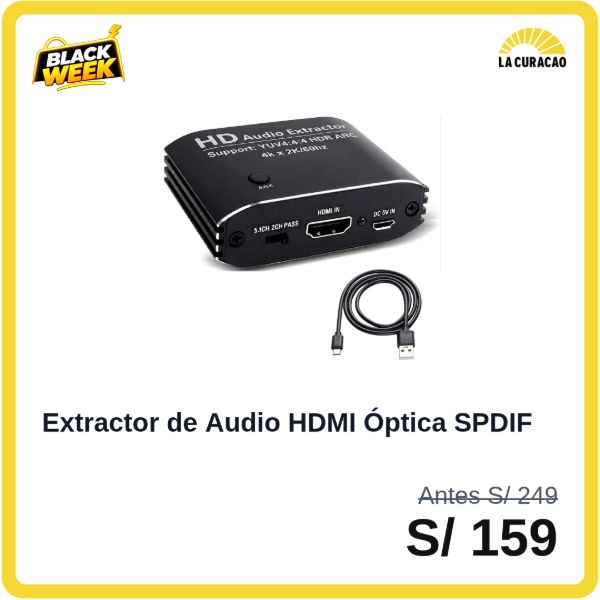 BLACK
WEEK
LA CURACAO
HD Audio Extractor
Support: YUV4:4:4 HDR ARC
4k x 2K/60hz
ARC
5.1CH 2CH PASS
HDMI IN
DC 5V IN
Extractor de Audio HDMI Óptica SPDIF
Antes S/ 249
S/ 159